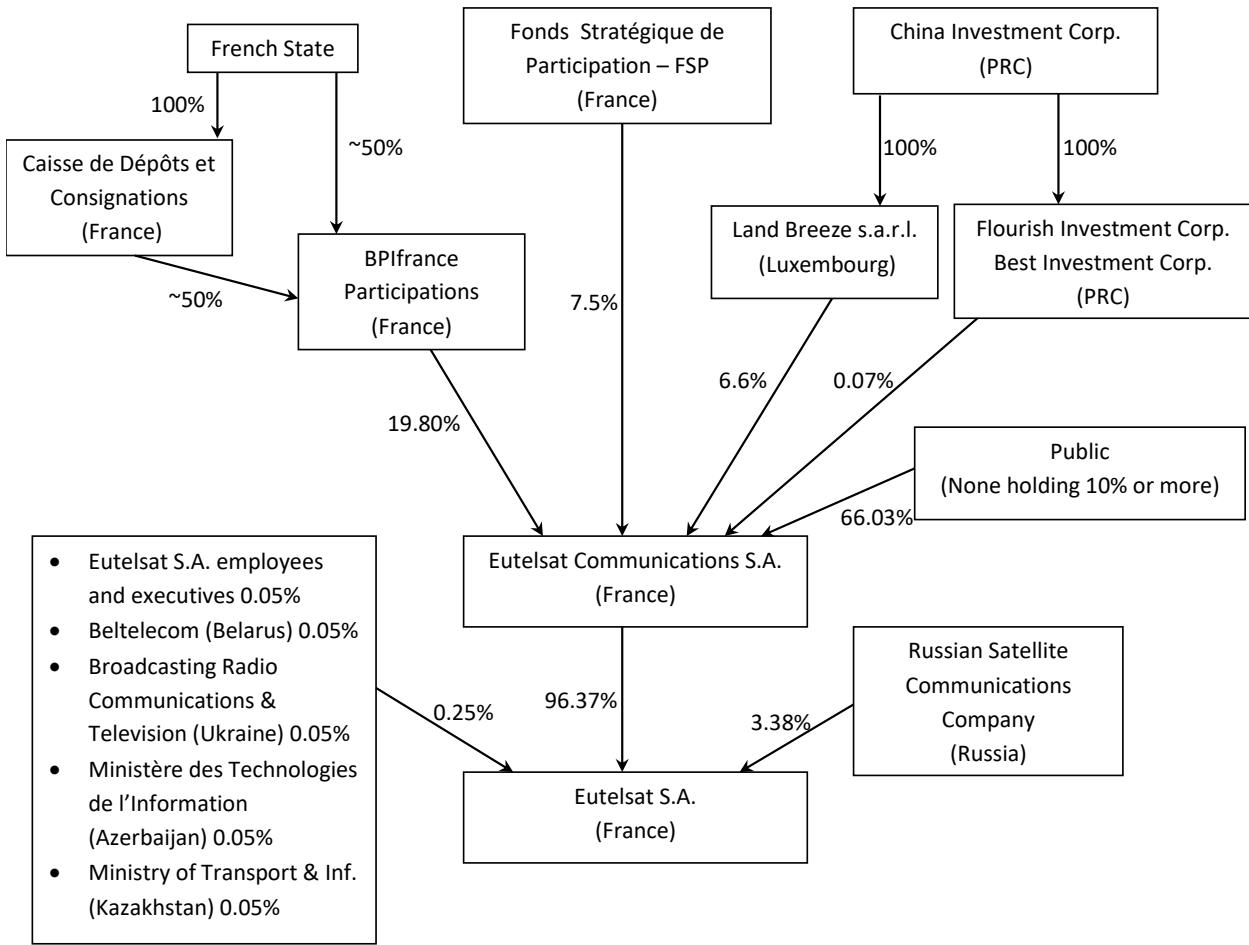 French State
Fonds Stratégique de
Participation – FSP
(France)
China Investment Corp.
(PRC)
100%
~50%
100%
100%
Caisse de Dépôts et
Consignations
(France)
BPIfrance
Participations
(France)
~50%
7.5%
Land Breeze s.a.r.l.
(Luxembourg)
Flourish Investment Corp.
Best Investment Corp.
(PRC)
19.80%
6.6%
0.07%
Public
(None holding 10% or more)
66.03%
Eutelsat Communications S.A.
(France)
• Eutelsat S.A. employees
and executives 0.05%
• Beltelecom (Belarus) 0.05%
• Broadcasting Radio
Communications &
Television (Ukraine) 0.05%
• Ministère des Technologies
de l’Information
(Azerbaijan) 0.05%
• Ministry of Transport & Inf.
(Kazakhstan) 0.05%
0.25%
96.37%
3.38%
Russian Satellite
Communications
Company
(Russia)
Eutelsat S.A.
(France)